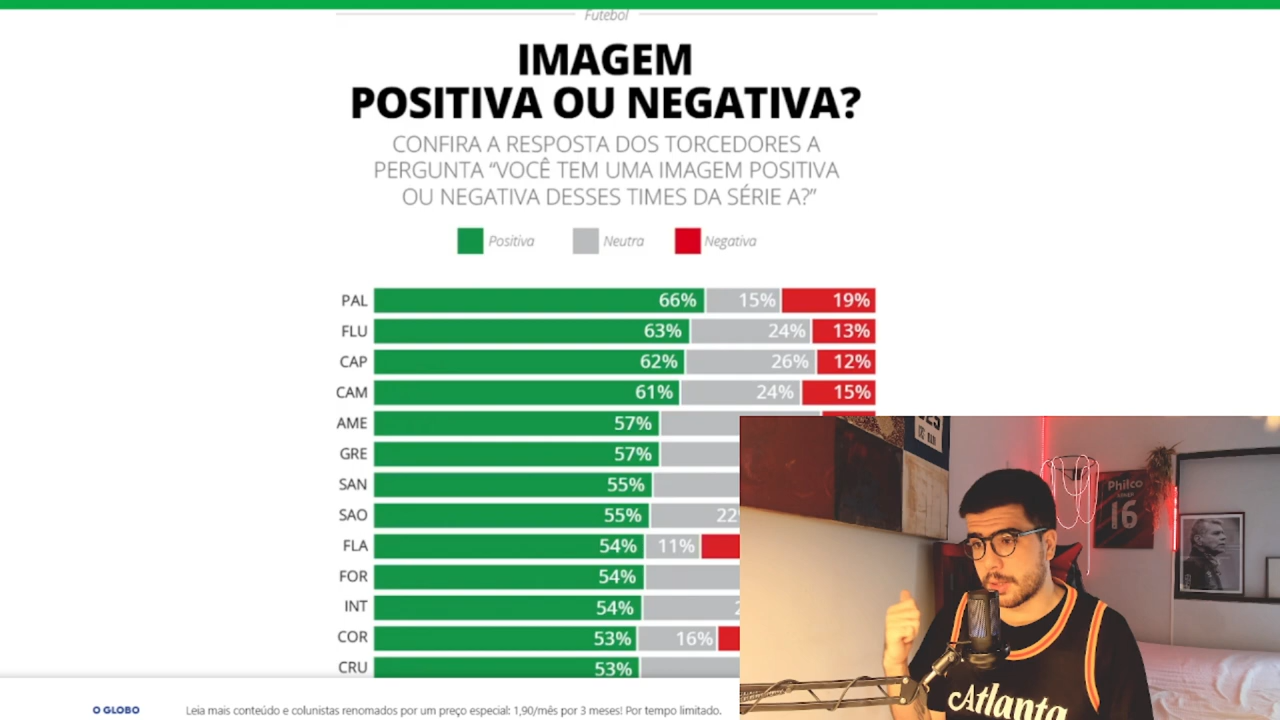 Futebol
IMAGEM
POSITIVA OU NEGATIVA?
CONFIRA A RESPOSTA DOS TORCEDORES A
PERGUNTA “VOCÊ TEM UMA IMAGEM POSITIVA
OU NEGATIVA DESSES TIMES DA SÉRIE A?”
Positiva Neutra Negativa
PAL 66% 15% 19%
FLU 63% 24% 13%
CAP 62% 26% 12%
CAM 61% 24% 15%
AME 57%
GRE 57%
SAN 55%
SAO 55% 22
FLA 54% 11%
FOR 54%
INT 54% 2
COR 53% 16%
CRU 53%
Philco
16
Atlanta
O GLOBO Leia mais conteúdo e colunistas renomados por um preço especial: 1,90/mês por 3 meses! Por tempo limitado.